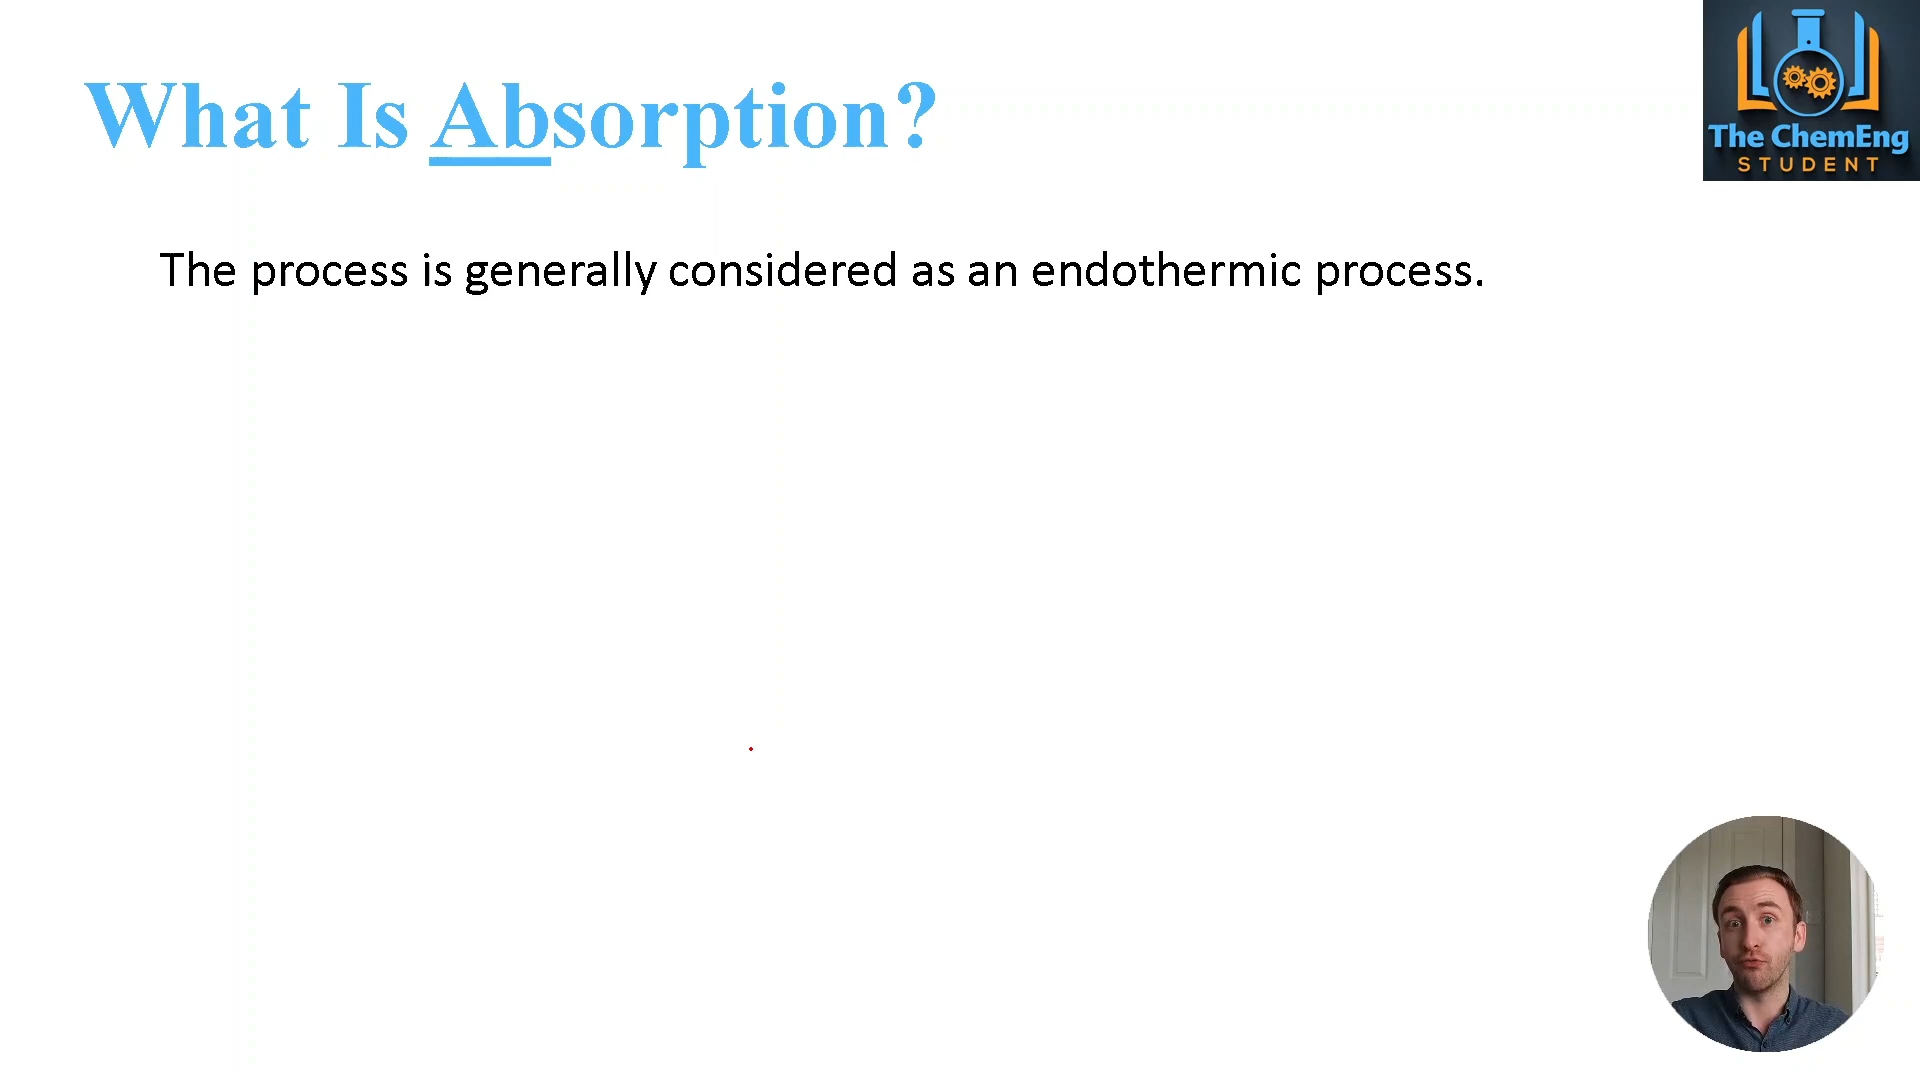 What Is Absorption?
The ChemEng
STUDENT
The process is generally considered as an endothermic process.